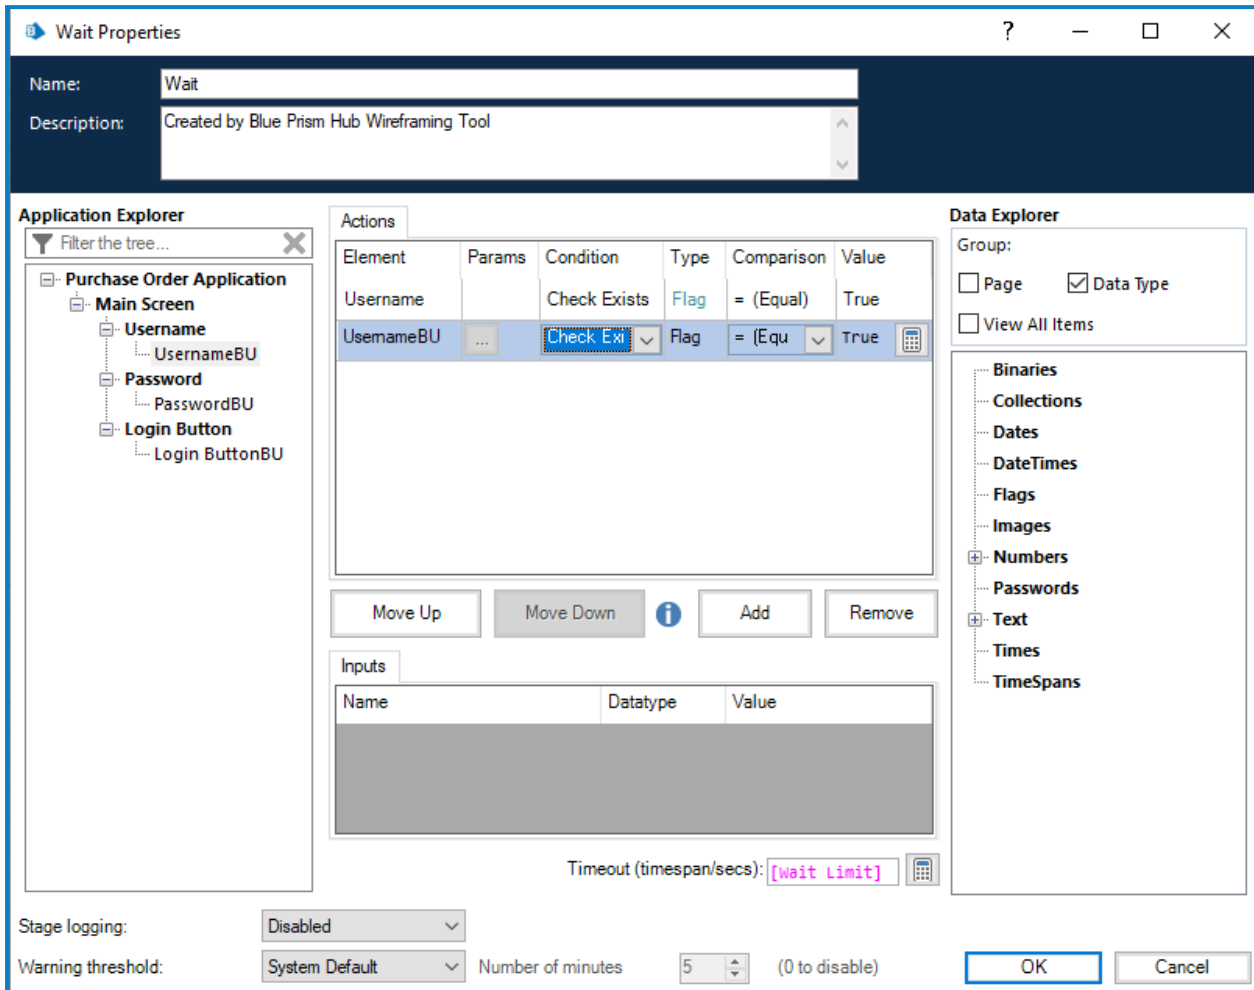 Wait Properties
Name: Wait
Description: Created by Blue Prism Hub Wireframing Tool
Application Explorer
Filter the tree...
Purchase Order Application
Main Screen
Username
UsernameBU
Password
PasswordBU
Login Button
Login ButtonBU
Actions
Element Params Condition Type Comparison Value
Username Check Exists Flag = (Equal) True
UsernameBU ... Check Exi Flag = (Equ True
Move Up Move Down i Add Remove
Inputs
Name Datatype Value
Timeout (timespan/secs): [Wait Limit]
Data Explorer
Group:
Page Data Type
View All Items
Binaries
Collections
Dates
DateTimes
Flags
Images
Numbers
Passwords
Text
Times
TimeSpans
Stage logging: Disabled
Warning threshold: System Default Number of minutes 5 (0 to disable)
OK Cancel